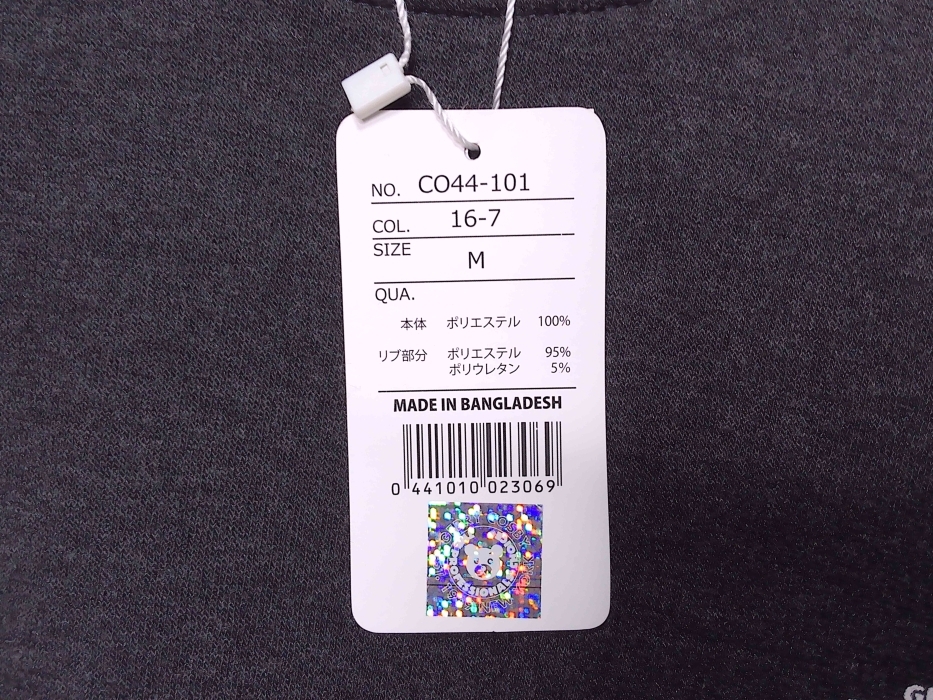 NO. CO44-101
COL. 16-7
SIZE M
QUA.
本体 ポリエステル 100%
リブ部分 ポリエステル 95%
ポリウレタン 5%
MADE IN BANGLADESH
0 441010 023069
PROFESSIONAL